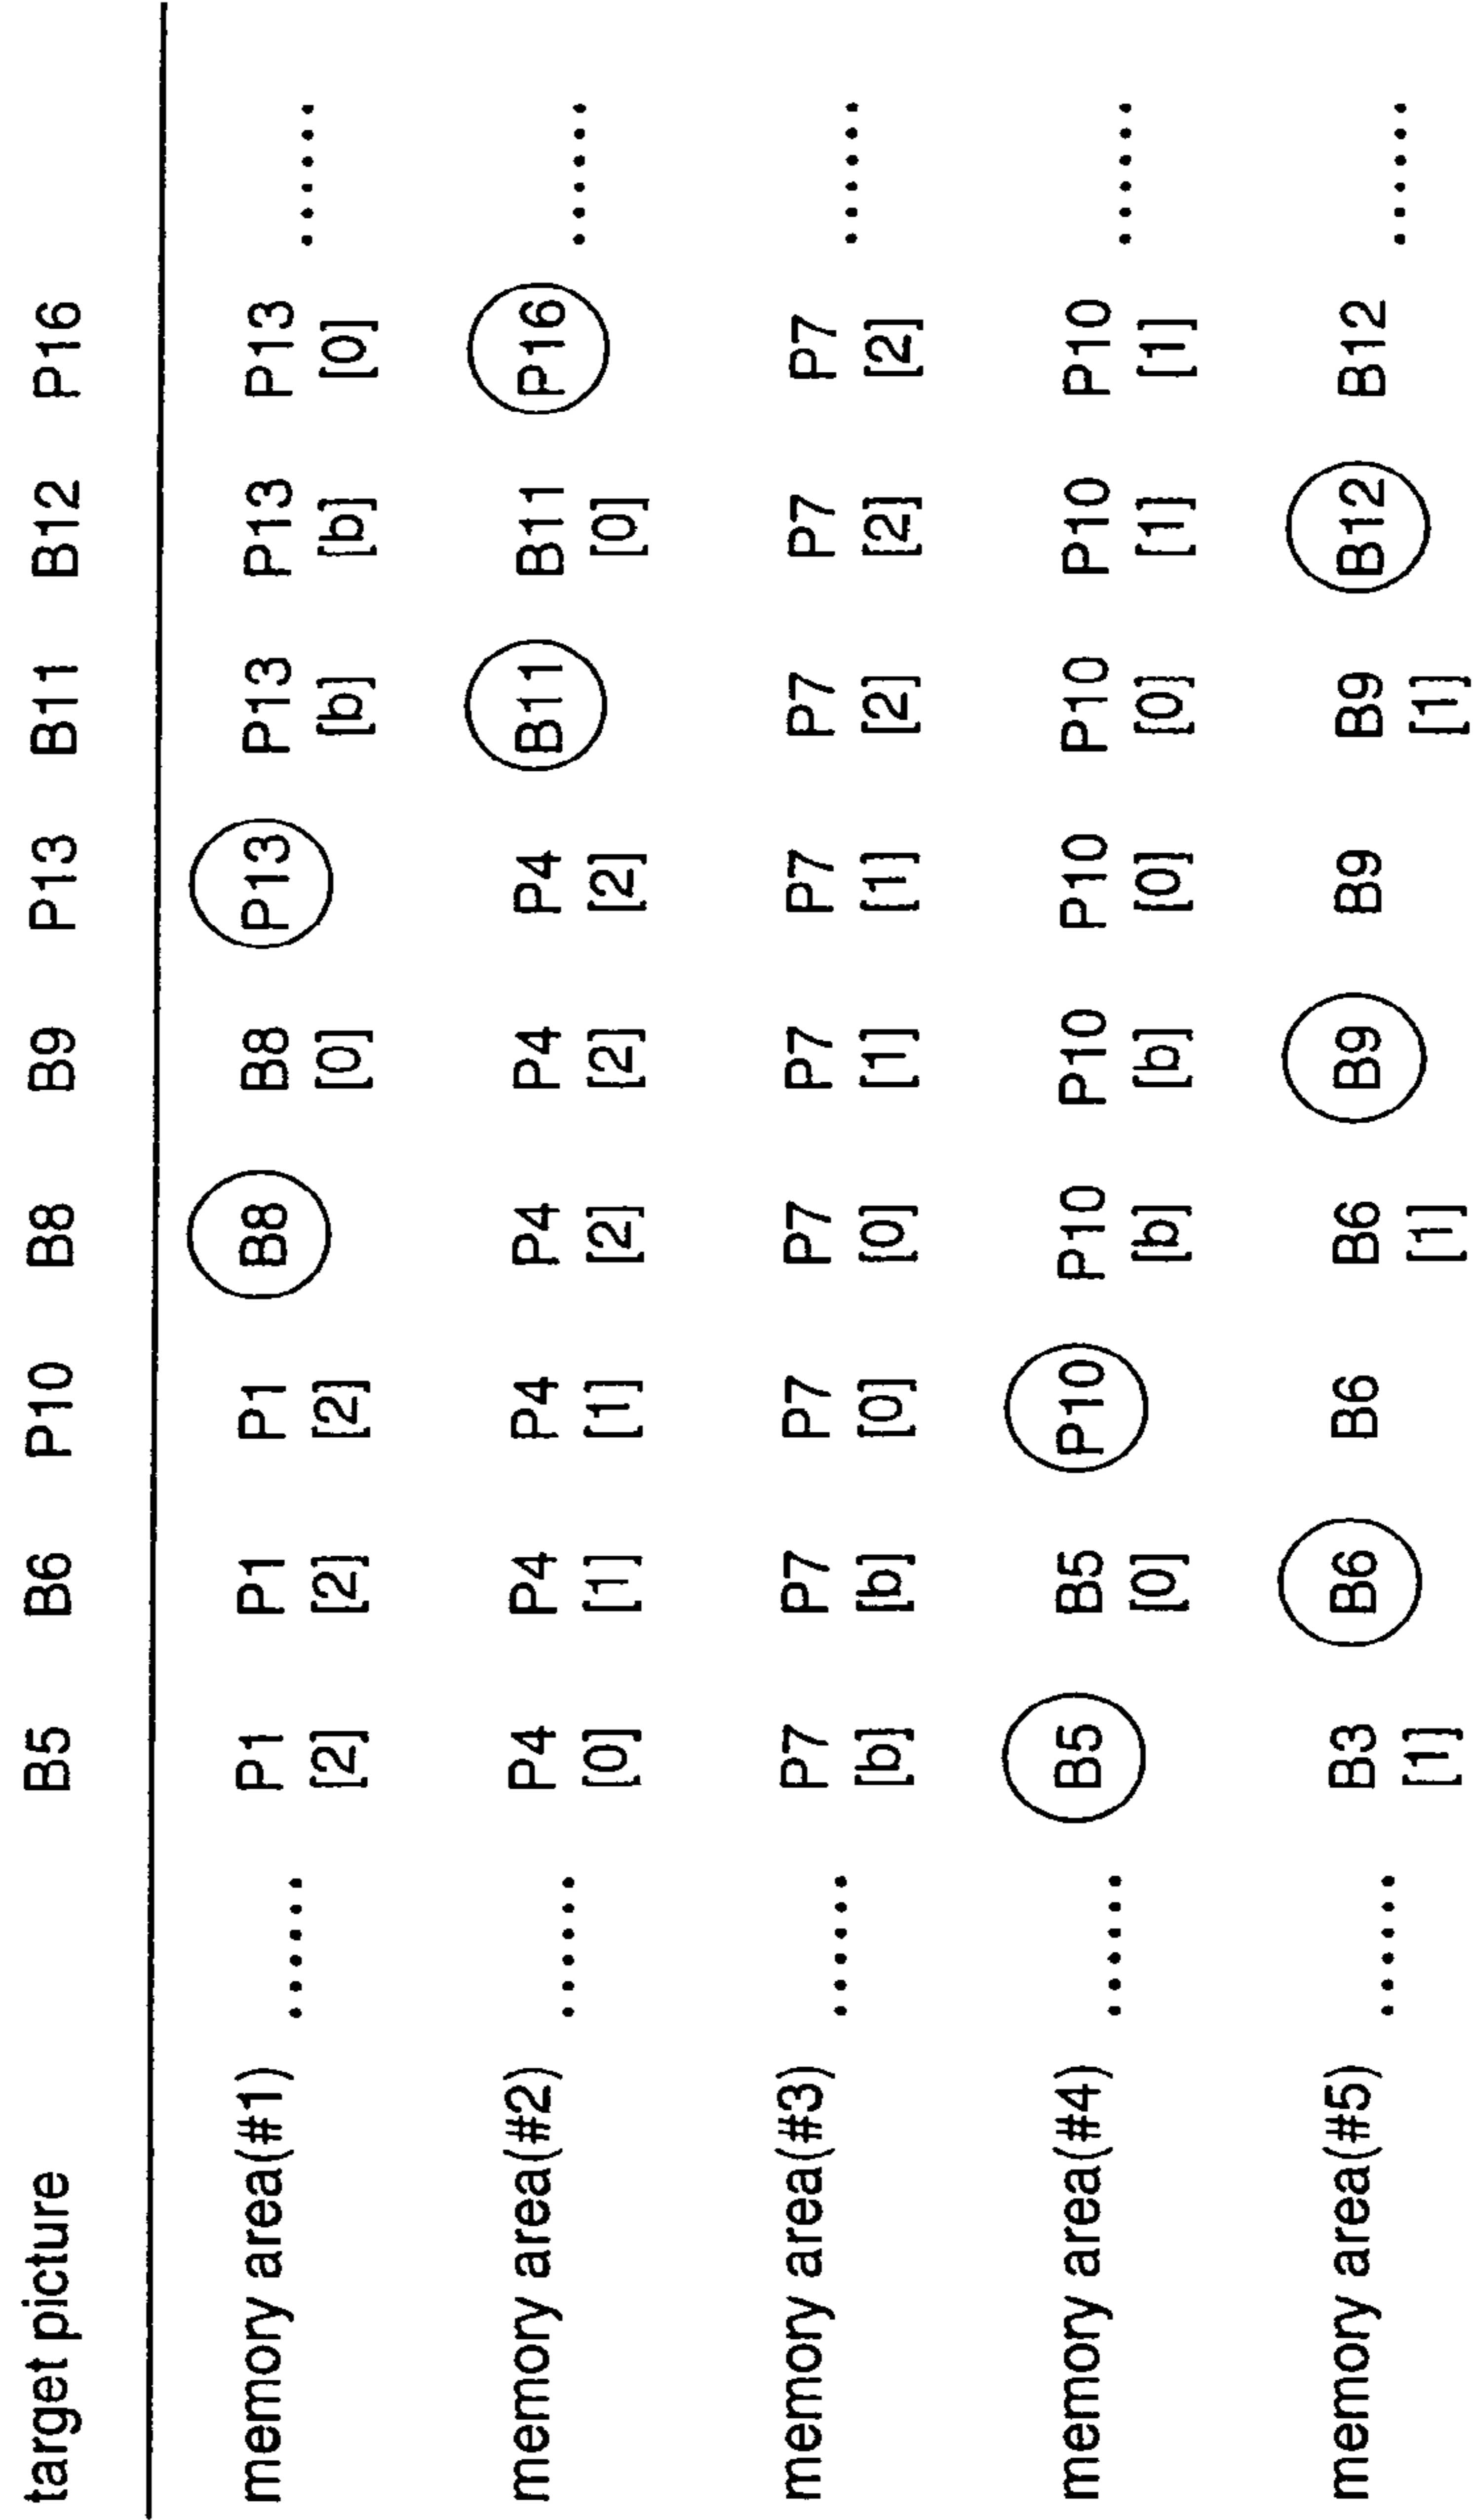 target picture B5 B6 P10 B8 B9 P13 B11 B12 P16
memory area(#1) ...... P1 P1 P1 B8 B8 P13 P13 P13 P13 ......
[2] [2] [2] [0] [b] [b] [0]
memory area(#2) ...... P4 P4 P4 P4 P4 P4 B11 B11 P16 ......
[0] [1] [1] [2] [2] [2] [0]
memory area(#3) ...... P7 P7 P7 P7 P7 P7 P7 P7 P7 ......
[b] [b] [0] [0] [1] [1] [2] [2] [2]
memory area(#4) ...... B5 B5 P10 P10 P10 P10 P10 P10 P10 ......
[0] [b] [b] [0] [0] [1] [1]
memory area(#5) ...... B3 B6 B6 B6 B9 B9 B9 B12 B12 ......
[1] [1] [1]